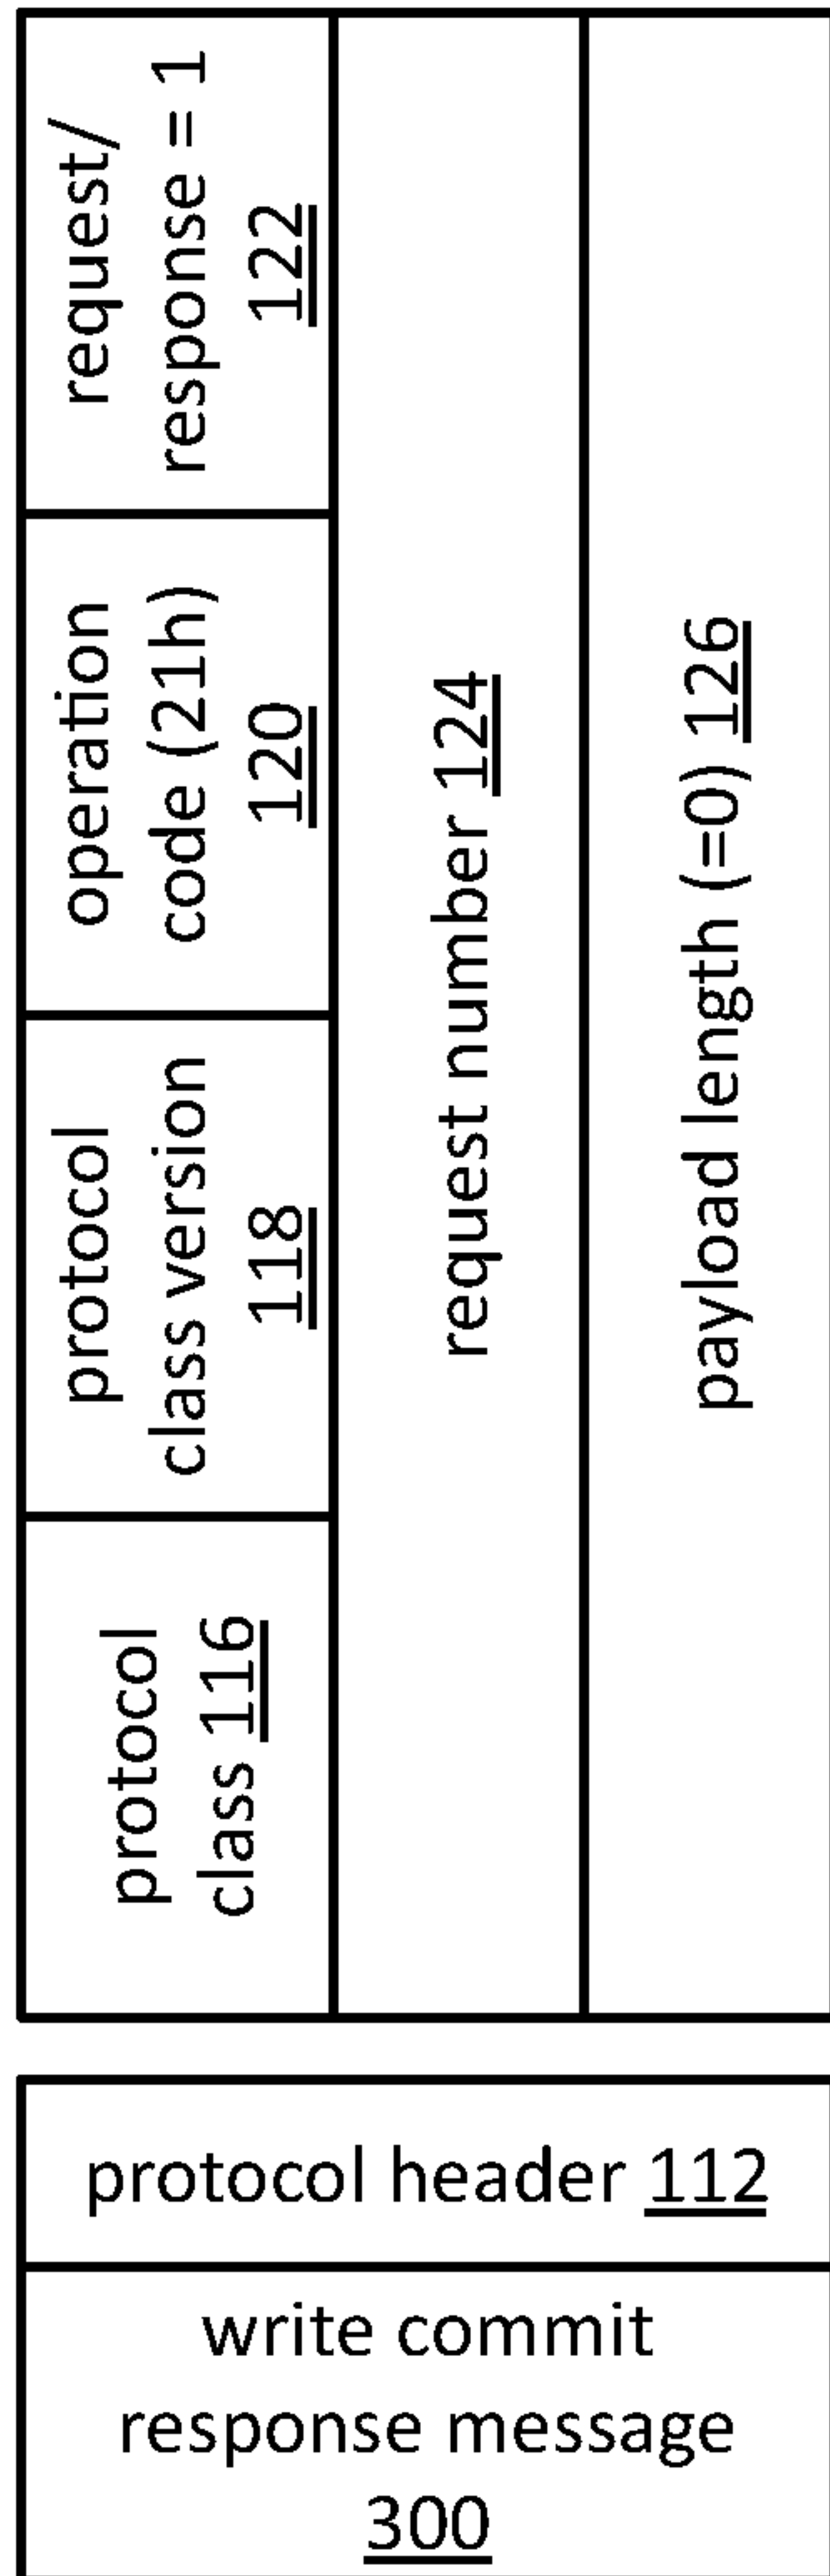 protocol
class 116
protocol
class version
118
operation
code (21h)
120
request/
response = 1
122
request number 124
payload length (=0) 126
protocol header 112
write commit
response message
300